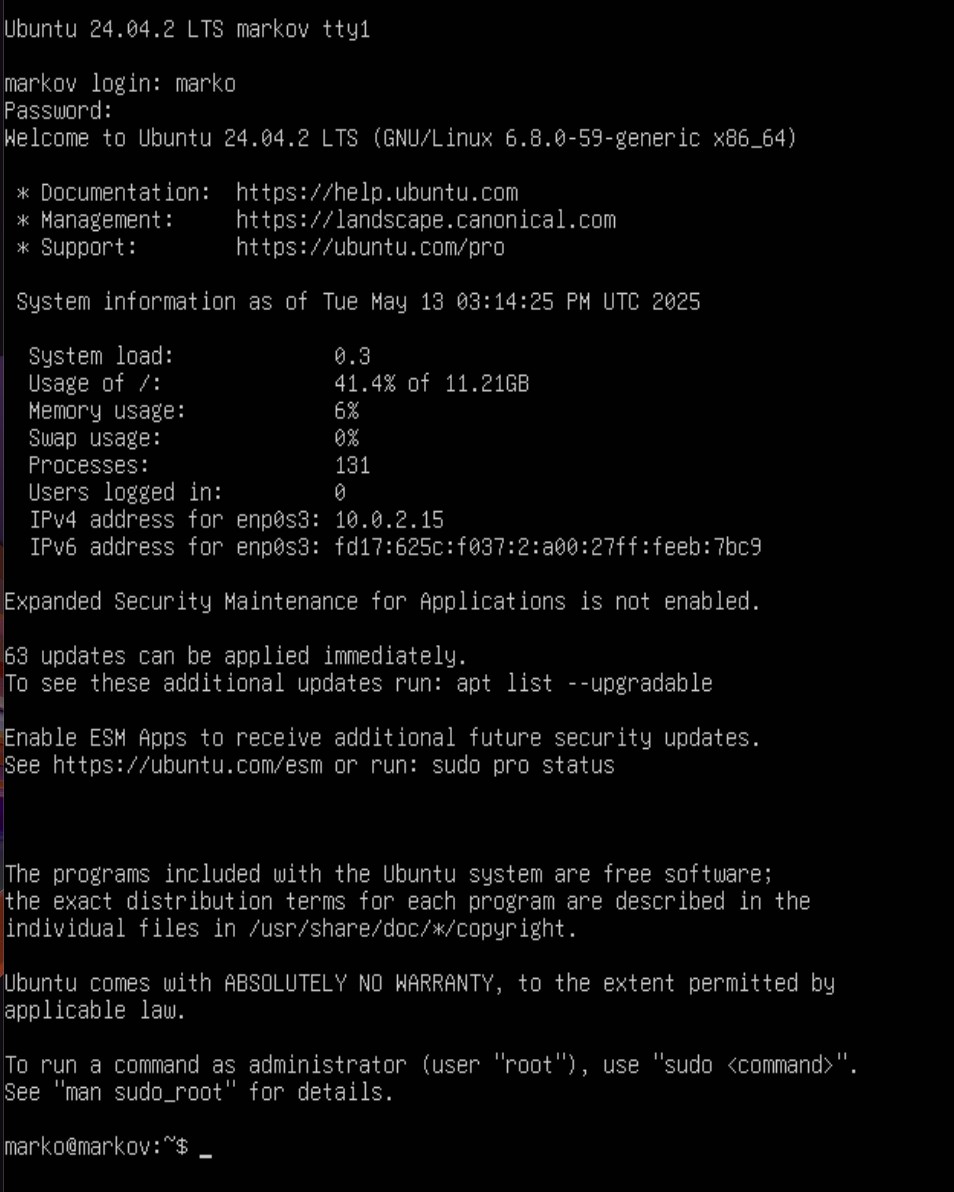 Ubuntu 24.04.2 LTS markov tty1
markov login: marko
Password:
Welcome to Ubuntu 24.04.2 LTS (GNU/Linux 6.8.0-59-generic x86_64)
* Documentation:  https://help.ubuntu.com
* Management:     https://landscape.canonical.com
* Support:        https://ubuntu.com/pro
System information as of Tue May 13 03:14:25 PM UTC 2025
System load:             0.3
Usage of /:              41.4% of 11.21GB
Memory usage:            6%
Swap usage:              0%
Processes:               131
Users logged in:         0
IPv4 address for enp0s3: 10.0.2.15
IPv6 address for enp0s3: fd17:625c:f037:2:a00:27ff:feeb:7bc9
Expanded Security Maintenance for Applications is not enabled.
63 updates can be applied immediately.
To see these additional updates run: apt list --upgradable
Enable ESM Apps to receive additional future security updates.
See https://ubuntu.com/esm or run: sudo pro status
The programs included with the Ubuntu system are free software;
the exact distribution terms for each program are described in the
individual files in /usr/share/doc/*/copyright.
Ubuntu comes with ABSOLUTELY NO WARRANTY, to the extent permitted by
applicable law.
To run a command as administrator (user "root"), use "sudo <command>".
See "man sudo_root" for details.
marko@markov:~$ _